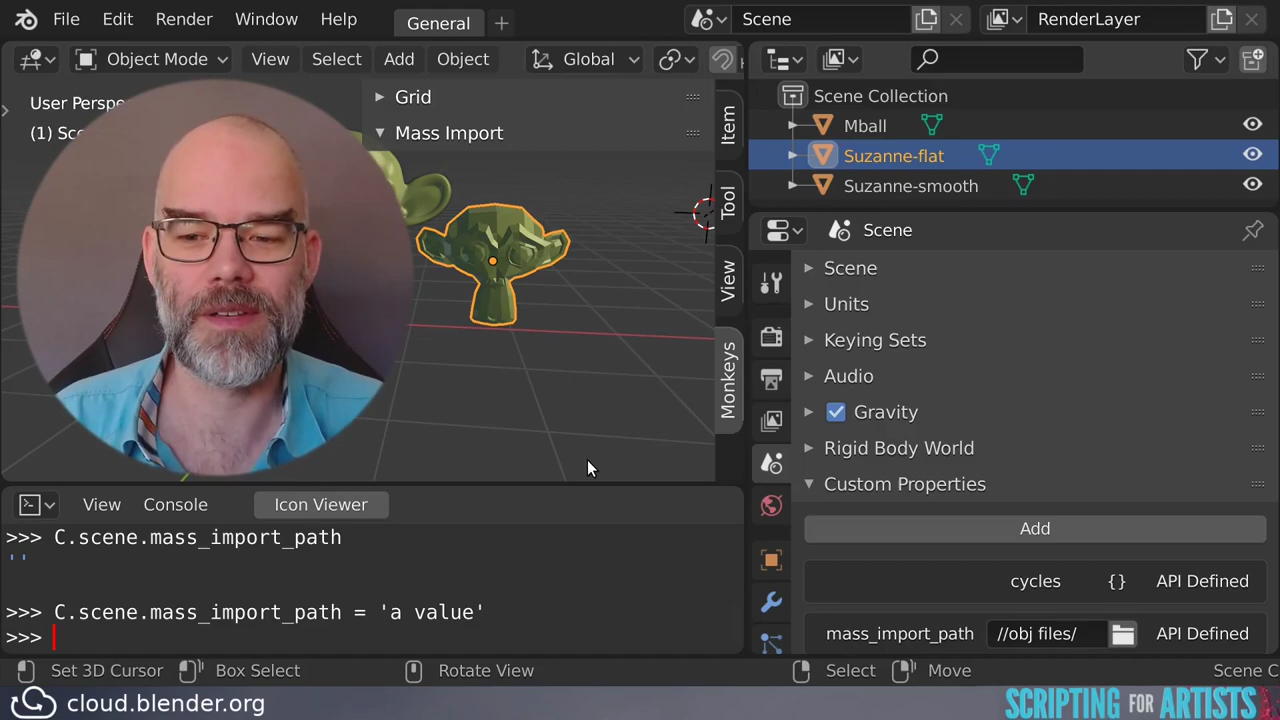 File Edit Render Window Help General + Scene RenderLayer
Object Mode View Select Add Object Global
User Perspe
(1) Sc
Grid
Mass Import
Item
Tool
View
Monkeys
Scene Collection
Mball
Suzanne-flat
Suzanne-smooth
Scene
Scene
Units
Keying Sets
Audio
Gravity
Rigid Body World
Custom Properties
Add
cycles {} API Defined
mass_import_path //obj files/ API Defined
View Console Icon Viewer
>>> C.scene.mass_import_path
''
>>> C.scene.mass_import_path = 'a value'
>>>
Set 3D Cursor Box Select Rotate View Select Move Scene C
cloud.blender.org
SCRIPTING FOR ARTISTS